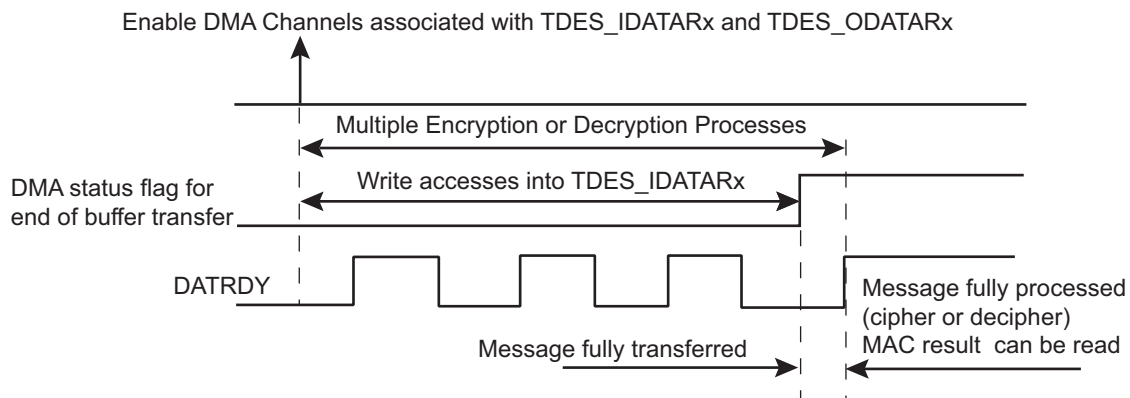 Enable DMA Channels associated with TDES_IDATARx and TDES_ODATARx
Multiple Encryption or Decryption Processes
DMA status flag for
end of buffer transfer
Write accesses into TDES_IDATARx
DATRDY
Message fully processed
(cipher or decipher)
MAC result can be read
Message fully transferred